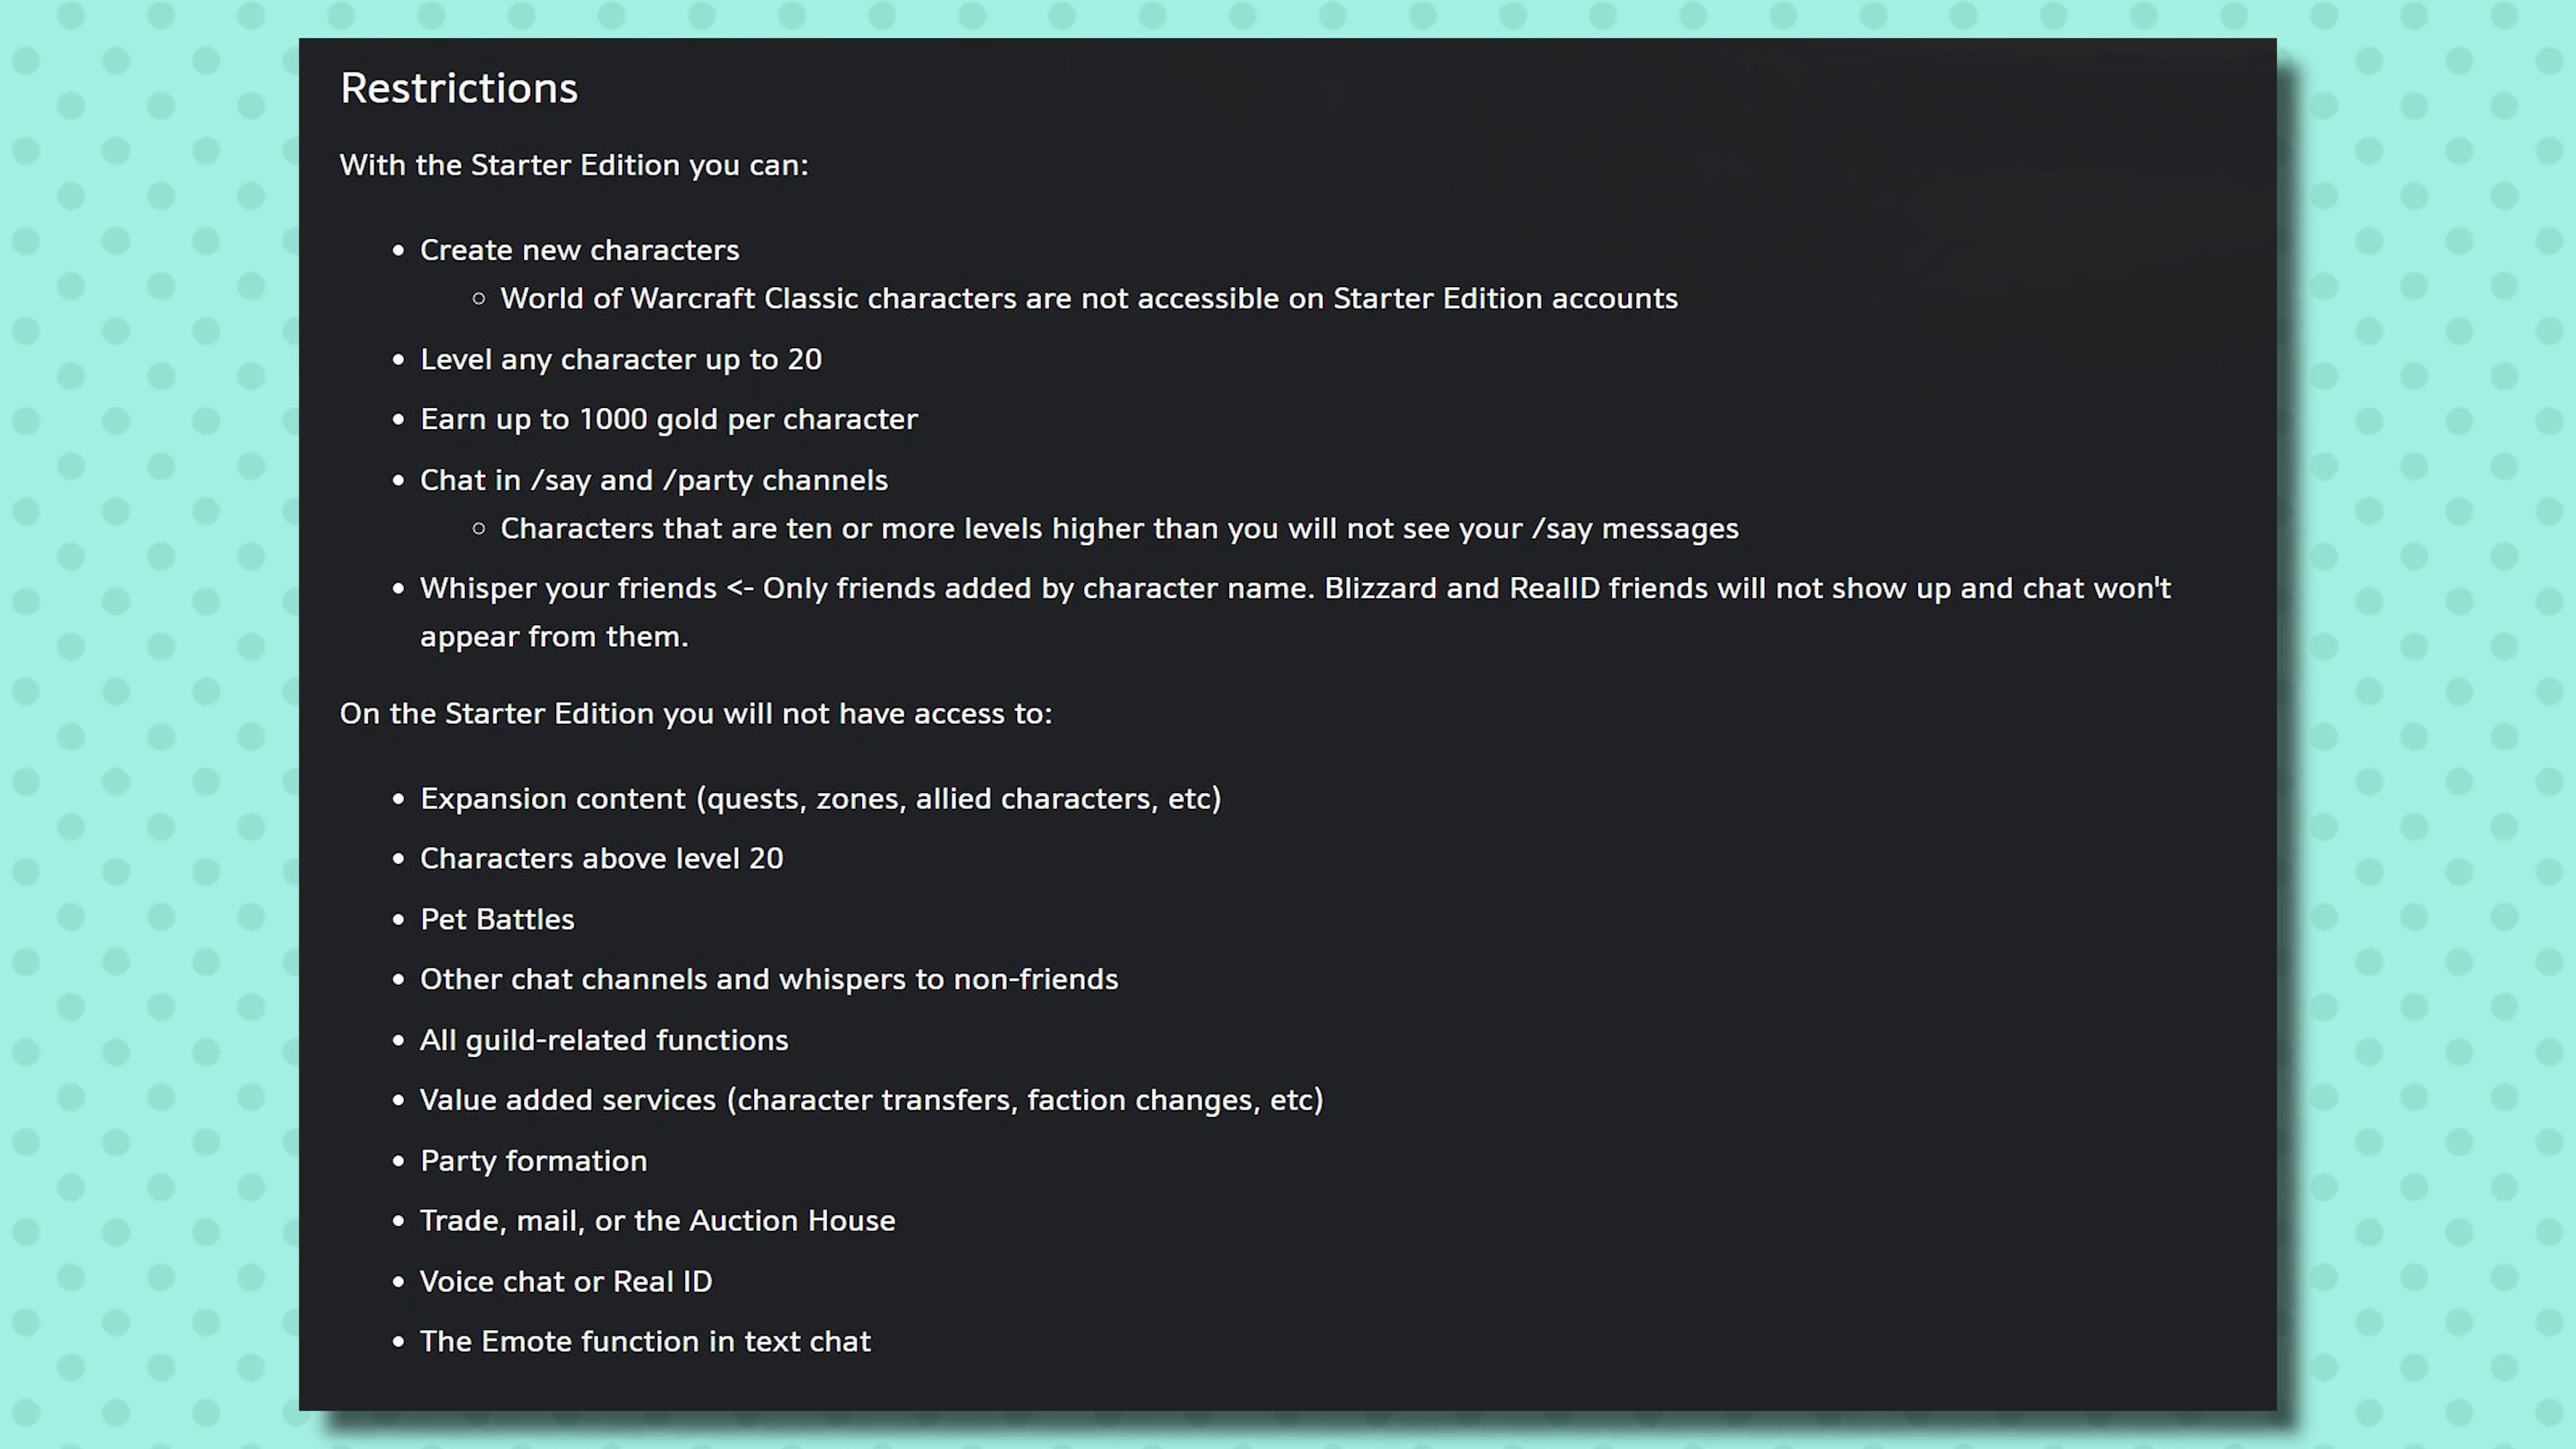 Restrictions
With the Starter Edition you can:
Create new characters
World of Warcraft Classic characters are not accessible on Starter Edition accounts
Level any character up to 20
Earn up to 1000 gold per character
Chat in /say and /party channels
Characters that are ten or more levels higher than you will not see your /say messages
Whisper your friends <- Only friends added by character name. Blizzard and RealID friends will not show up and chat won't
appear from them.
On the Starter Edition you will not have access to:
Expansion content (quests, zones, allied characters, etc)
Characters above level 20
Pet Battles
Other chat channels and whispers to non-friends
All guild-related functions
Value added services (character transfers, faction changes, etc)
Party formation
Trade, mail, or the Auction House
Voice chat or Real ID
The Emote function in text chat